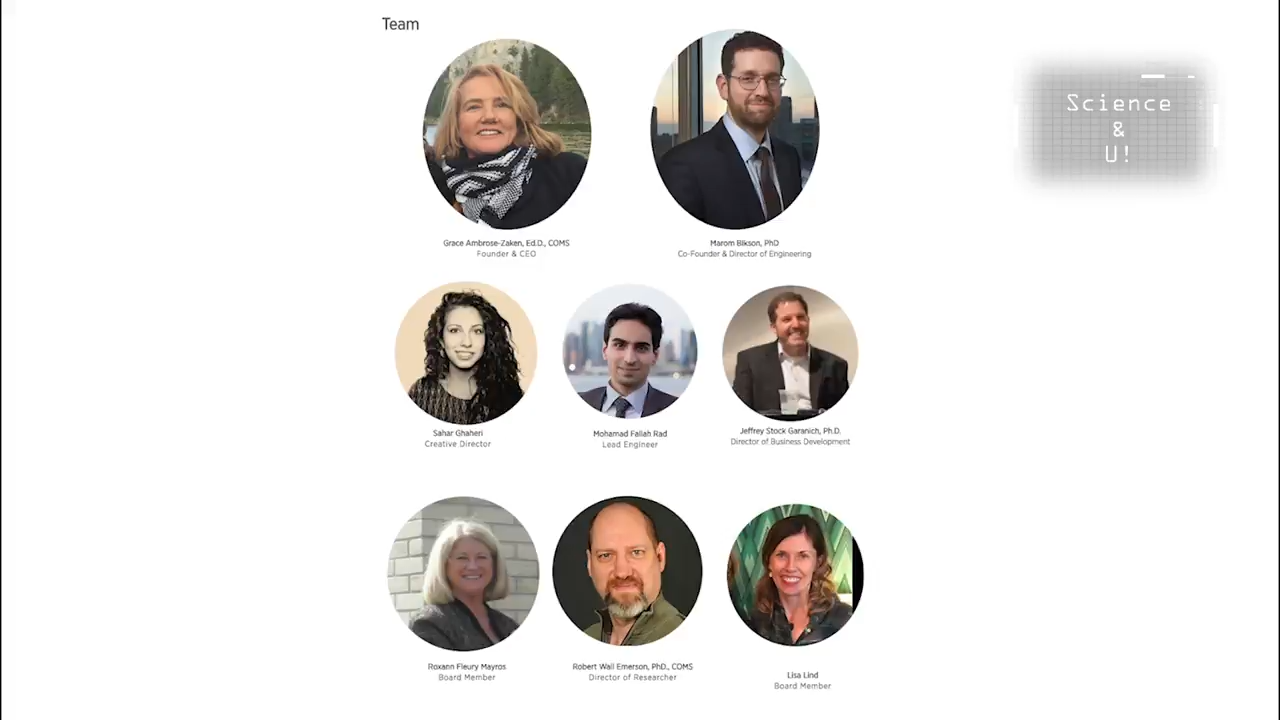 Team
Science
&
U!
Grace Ambrose-Zaken, Ed.D., COMS
Founder & CEO
Marom Bikson, PhD
Co-Founder & Director of Engineering
Sahar Ghaheri
Creative Director
Mohamad Fallah Rad
Lead Engineer
Jeffrey Stock Garanich, Ph.D.
Director of Business Development
Roxann Fleury Mayros
Board Member
Robert Wall Emerson, PhD., COMS
Director of Researcher
Lisa Lind
Board Member